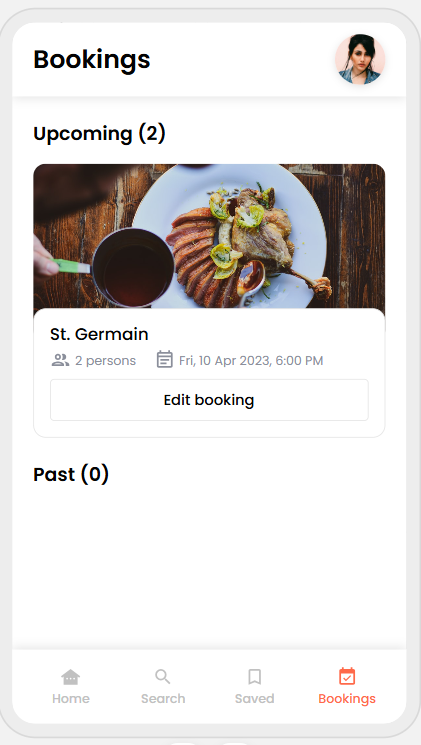 Bookings
Upcoming (2)
St. Germain
2 persons Fri, 10 Apr 2023, 6:00 PM
Edit booking
Past (0)
Home Search Saved Bookings